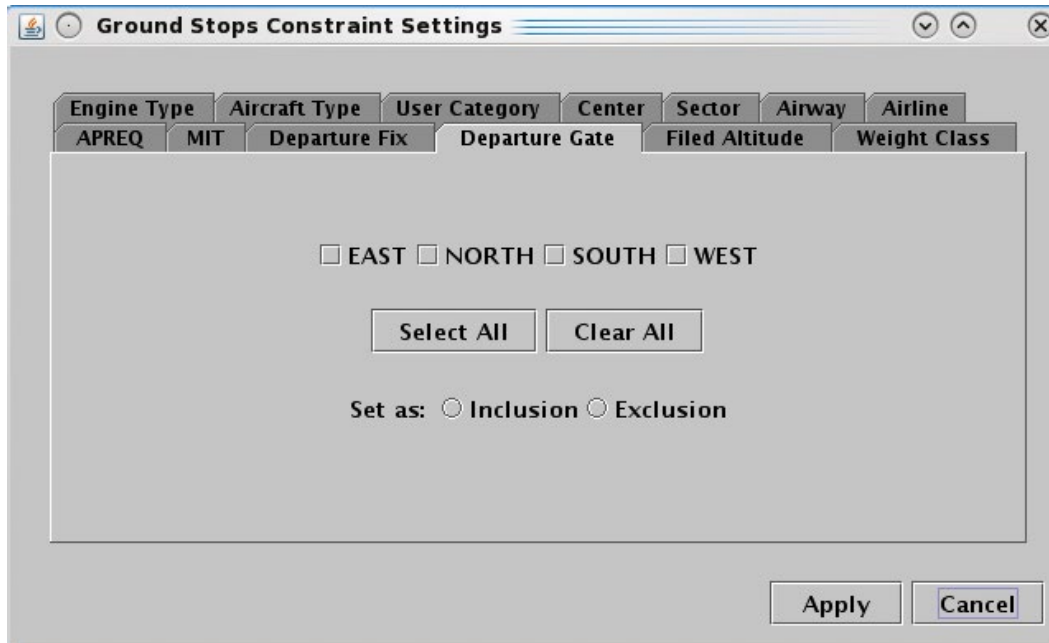 Ground Stops Constraint Settings
Engine Type Aircraft Type User Category Center Sector Airway Airline
APREQ MIT Departure Fix Departure Gate Filed Altitude Weight Class
EAST NORTH SOUTH WEST
Select All Clear All
Set as: Inclusion Exclusion
Apply Cancel